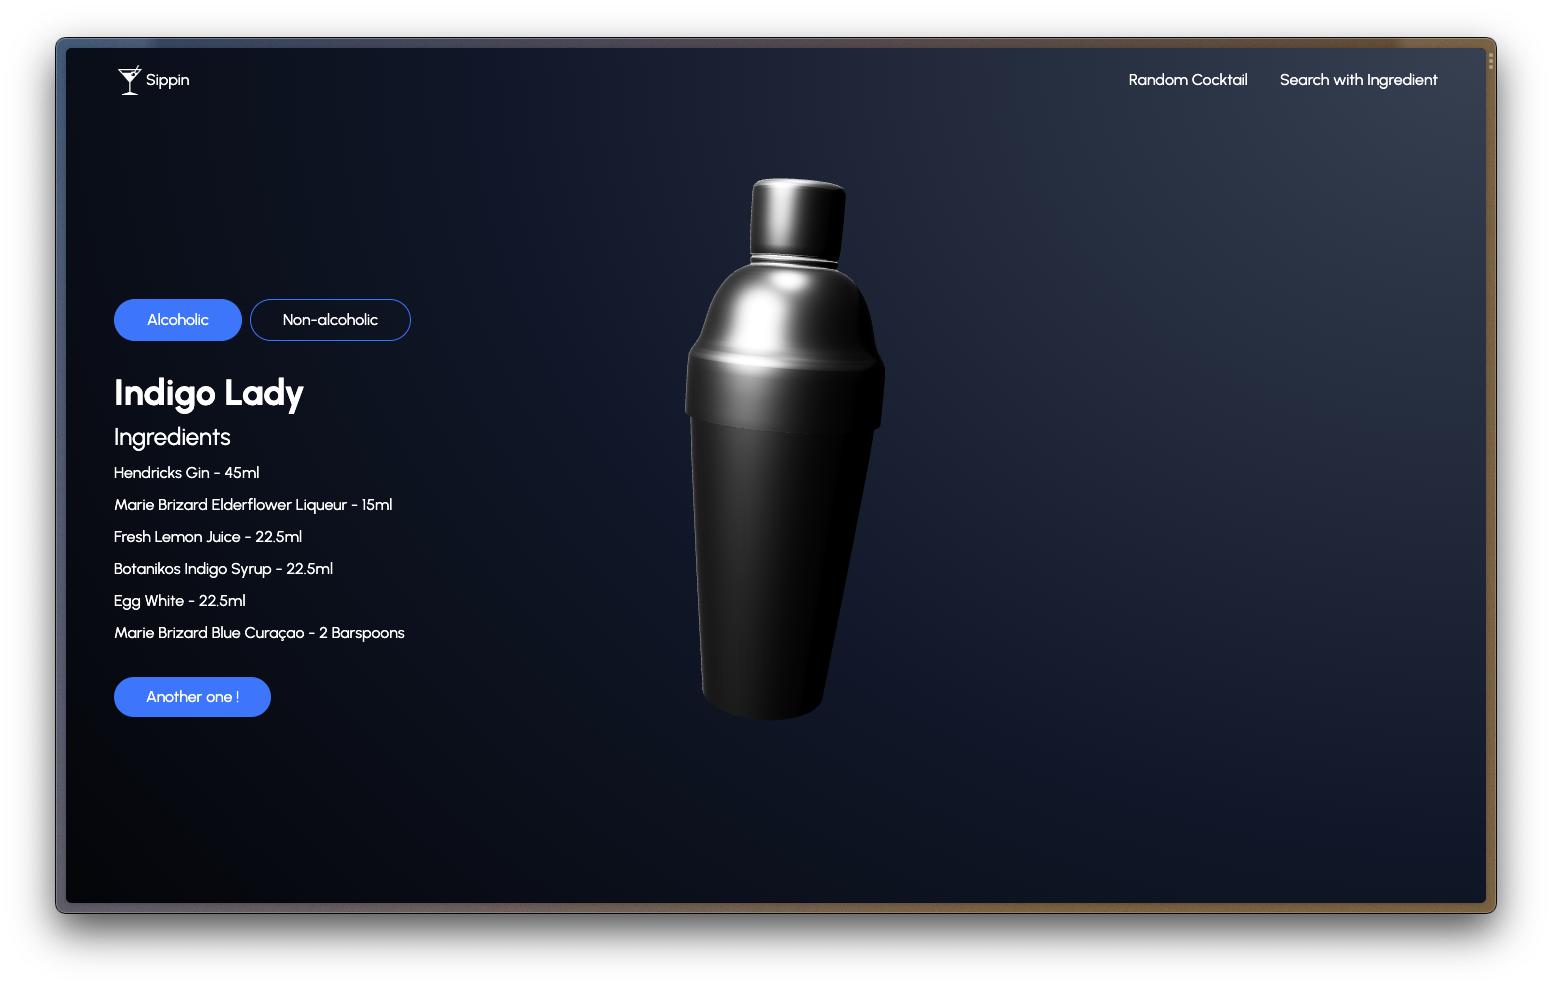 Sippin
Random Cocktail
Search with Ingredient
Alcoholic
Non-alcoholic
Indigo Lady
Ingredients
Hendricks Gin - 45ml
Marie Brizard Elderflower Liqueur - 15ml
Fresh Lemon Juice - 22.5ml
Botanikos Indigo Syrup - 22.5ml
Egg White - 22.5ml
Marie Brizard Blue Curaçao - 2 Barspoons
Another one !